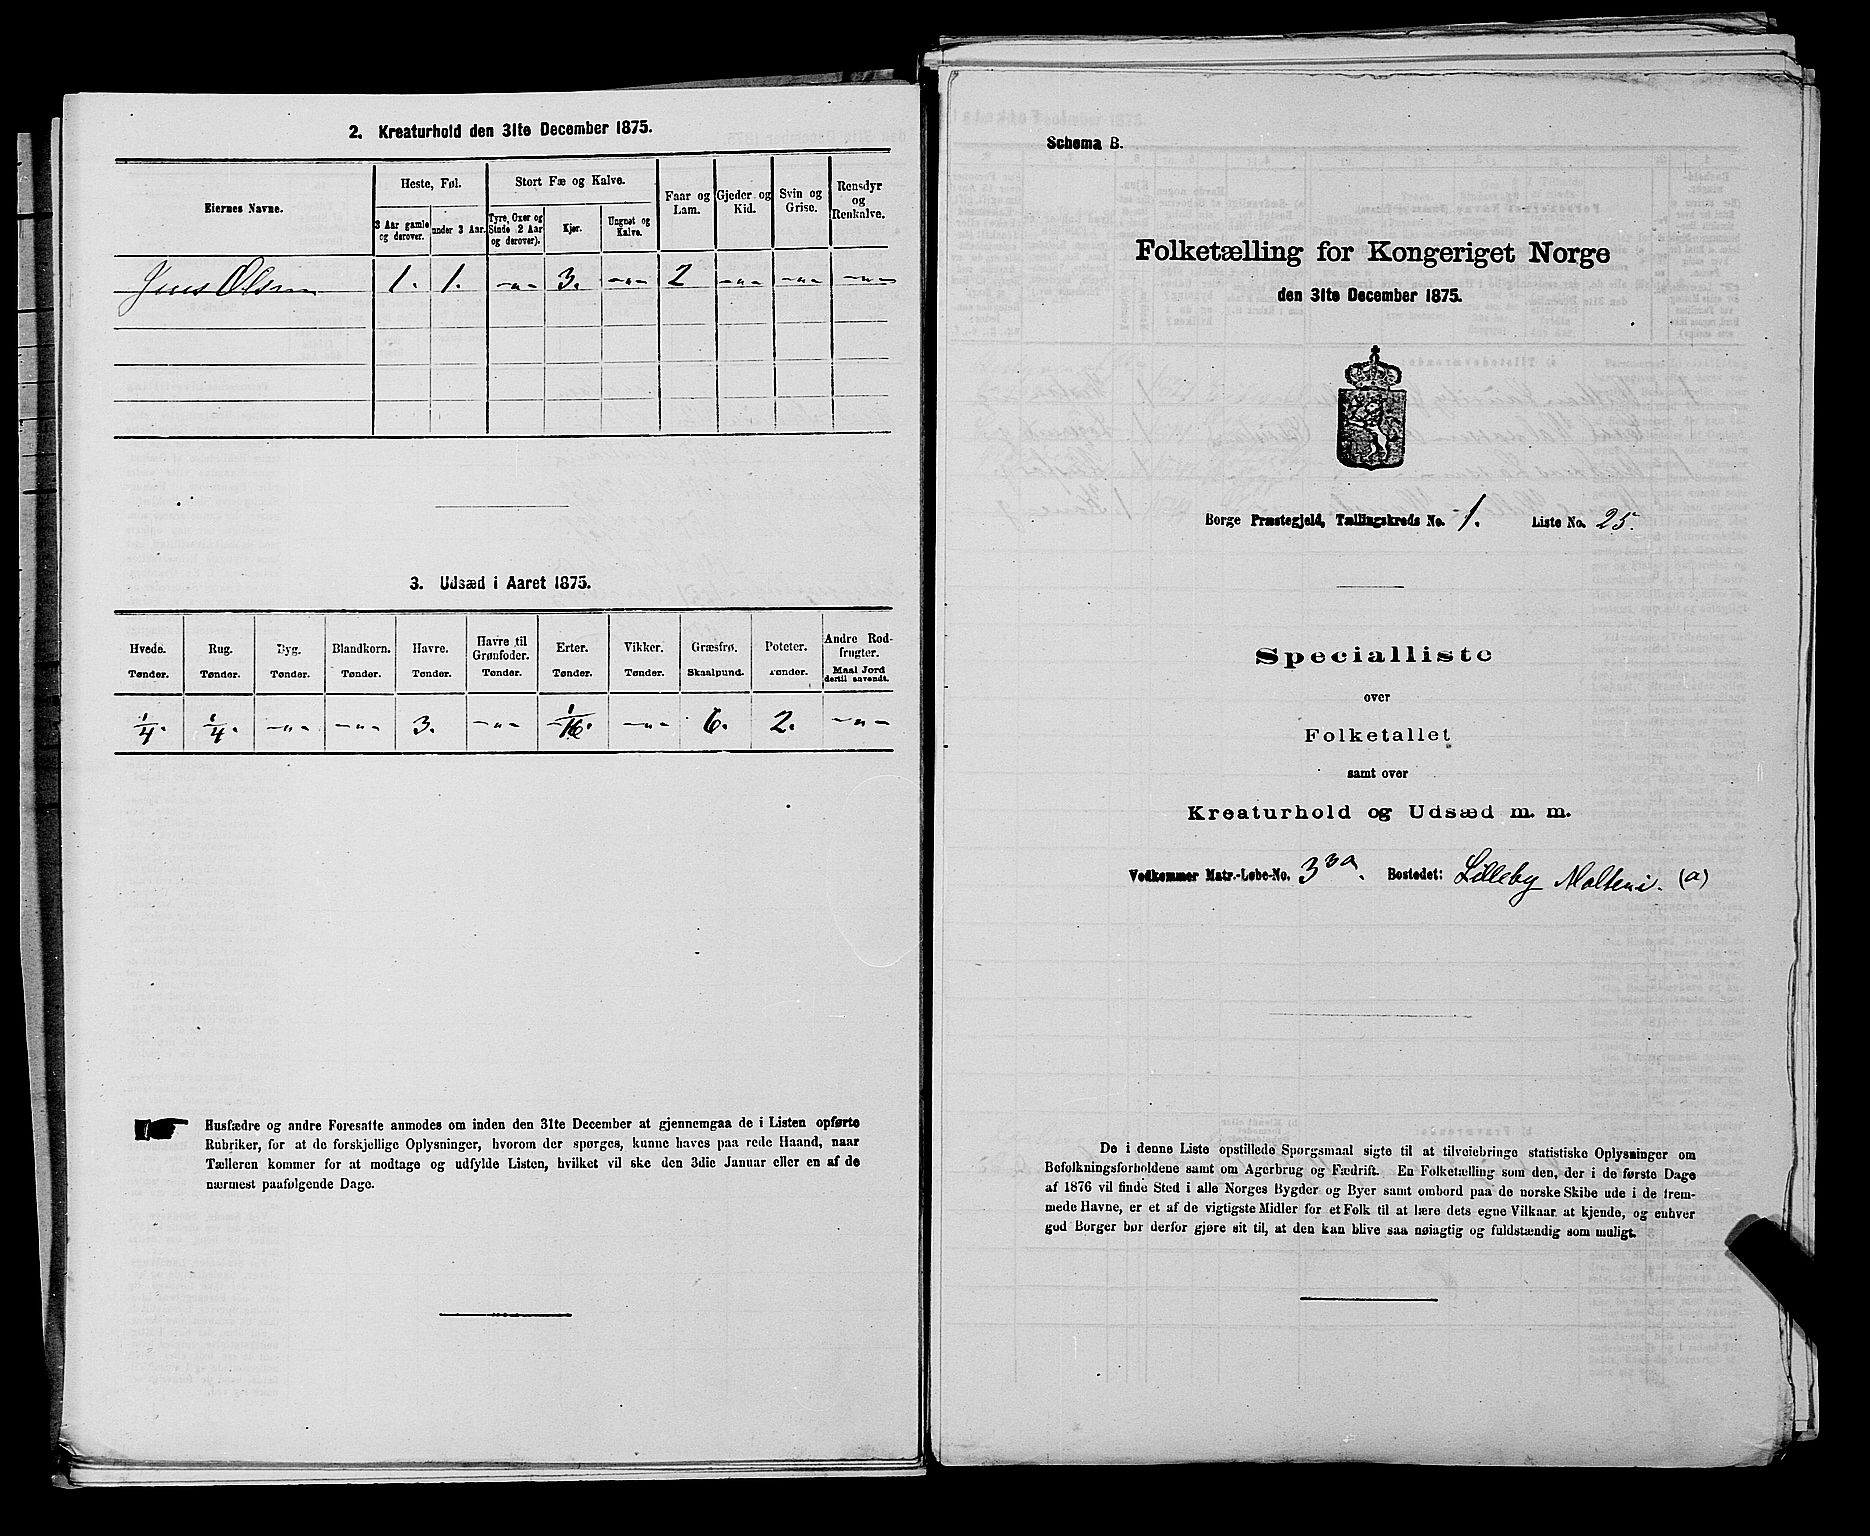 2. Kreaturhold den 31te December 1875.
Eiernes Navne.
Heste, Føl.
Stort Fæ og Kalve.
Faar og Lam.
Gjeder og Kid.
Svin og Grise.
Rensdyr og Renkalve.
3 Aar gamle og derover.
under 3 Aar.
Tyre, Oxer og Stude (2 Aar og derover).
Kjør.
Ungnøt og Kalve.
Jens Olsen 1. 1. -"- 3. -"- 2 -"- -"- -"-
3. Udsæd i Aaret 1875.
Hvede. Rug. Byg. Blandkorn. Havre. Havre til Grønfoder. Erter. Vikker. Græsfrø. Poteter. Andre Rodfrugter.
Tønder. Tønder. Tønder. Tønder. Tønder. Tønder. Tønder. Tønder. Skaalpund. Tønder. Maal Jord dertil anvendt.
1/4. 1/4. -"- -"- 3. -"- 1/16. -"- 6. 2. -"-
Husfædre og andre Foresatte anmodes om inden den 31te December at gjennemgaa de i Listen opførte
Rubriker, for at de forskjellige Oplysninger, hvorom der spørges, kunne haves paa rede Haand, naar
Tælleren kommer for at modtage og udfylde Listen, hvilket vil ske den 3die Januar eller en af de
nærmest paafølgende Dage.
Schema B.
Folketælling for Kongeriget Norge
den 31te December 1875.
Borge Præstegjeld, Tællingskreds No. 1. Liste No. 25.
Specialliste
over
Folketallet
samt over
Kreaturhold og Udsæd m. m.
Vedkommer Matr.-Løbe-No. 3 3a. Bostedet: Lilleby (a)
De i denne Liste opstillede Spørgsmaal sigte til at tilveiebringe statistiske Oplysninger om
Befolkningsforholdene samt om Agerbrug og Fædrift. En Folketælling som den, der i de første Dage
af 1876 vil finde Sted i alle Norges Bygder og Byer samt ombord paa de norske Skibe ude i de frem-
mede Havne, er et af de vigtigste Midler for et Folk til at lære dets egne Vilkaar at kjende, og enhver
god Borger bør derfor gjøre sit til, at den kan blive saa nøiagtig og fuldstændig som muligt.